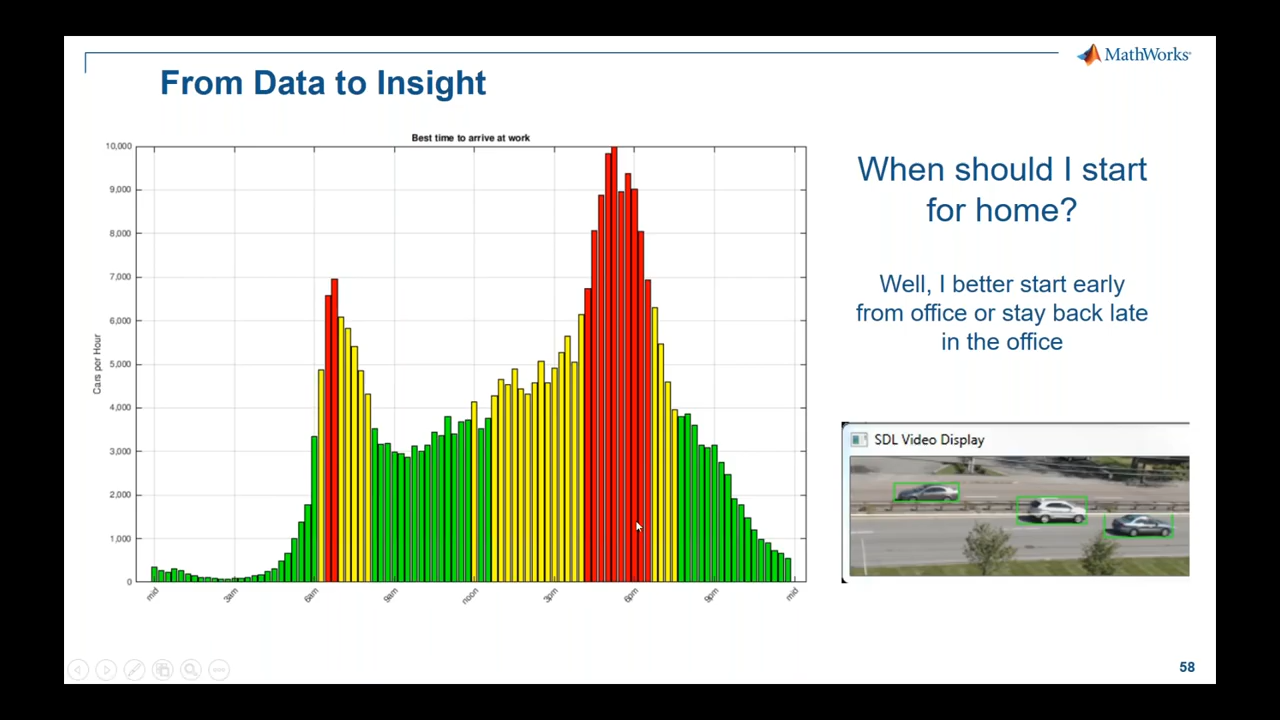 MathWorks®
From Data to Insight
Best time to arrive at work
10,000
9,000
8,000
7,000
6,000
5,000
4,000
3,000
2,000
1,000
0
Cars per Hour
mid
3am
6am
9am
noon
3pm
6pm
9pm
mid
When should I start
for home?
Well, I better start early
from office or stay back late
in the office
SDL Video Display
58